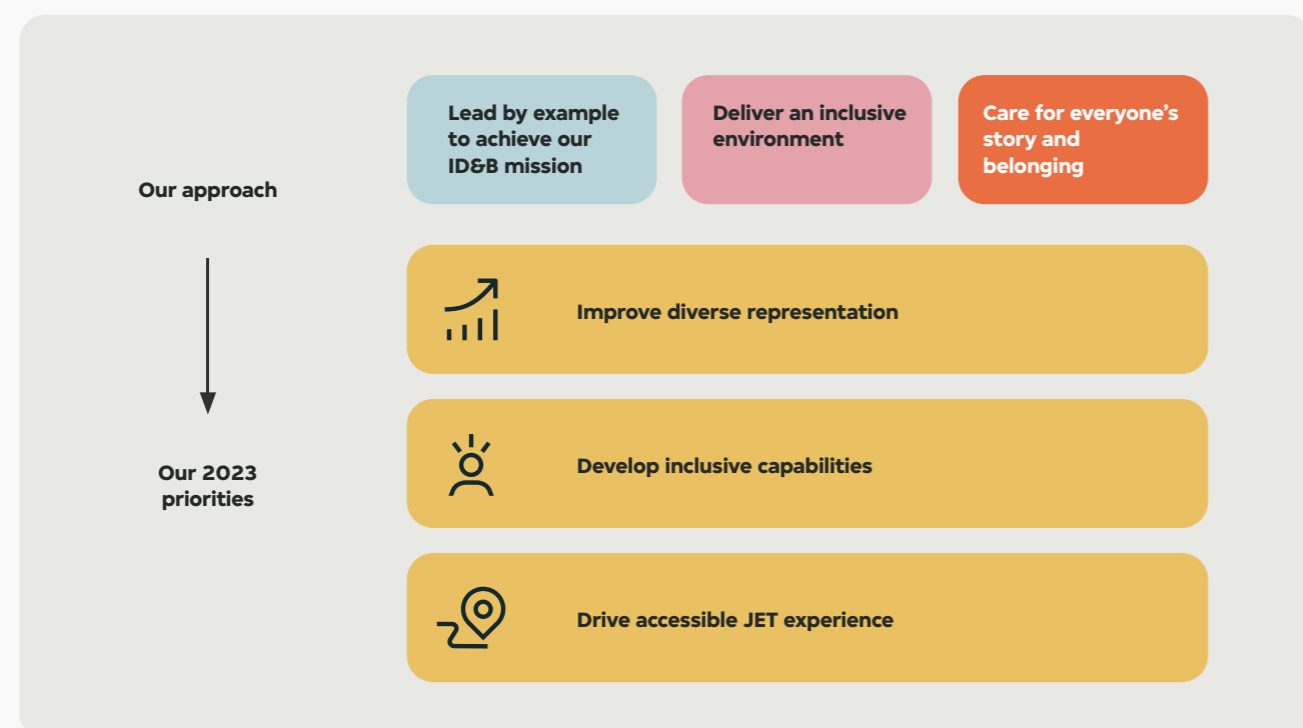 Our approach
Lead by example
to achieve our
ID&B mission
Deliver an inclusive
environment
Care for everyone's
story and
belonging
Our 2023
priorities
Improve diverse representation
Develop inclusive capabilities
Drive accessible JET experience